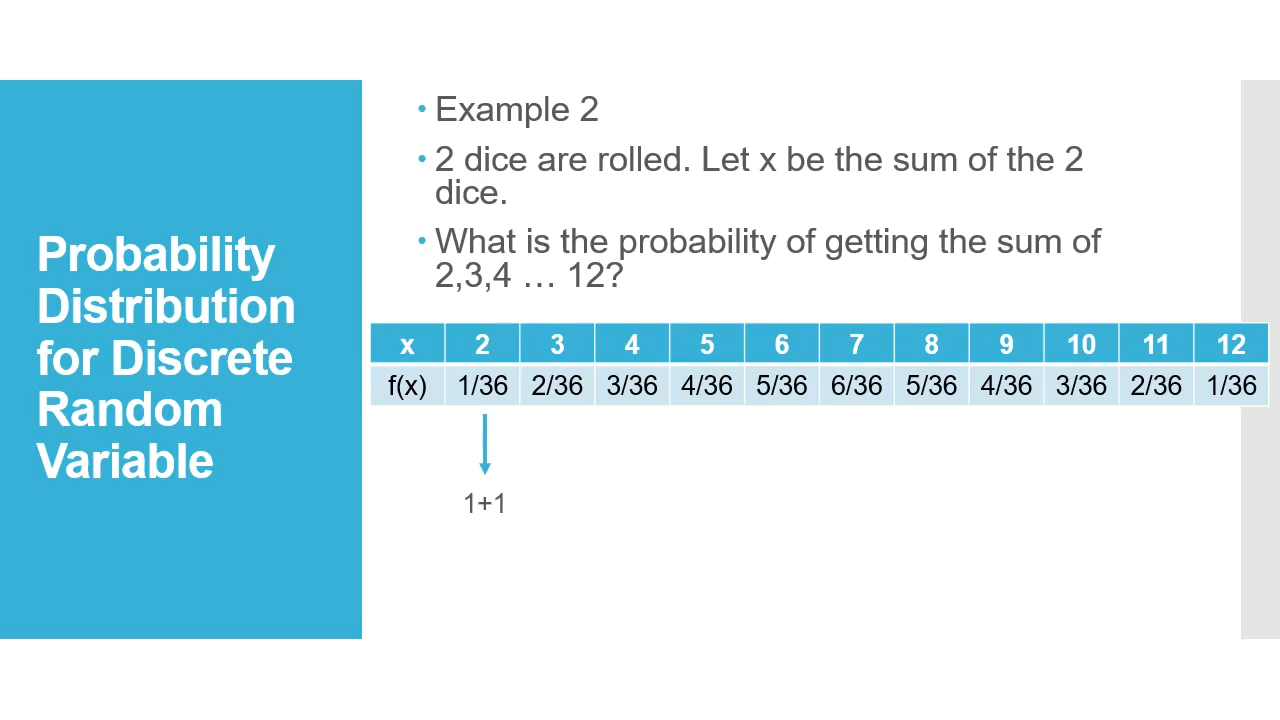 Probability
Distribution
for Discrete
Random
Variable
• Example 2
• 2 dice are rolled. Let x be the sum of the 2
dice.
• What is the probability of getting the sum of
2,3,4 … 12?
x 2 3 4 5 6 7 8 9 10 11 12
f(x) 1/36 2/36 3/36 4/36 5/36 6/36 5/36 4/36 3/36 2/36 1/36
1+1